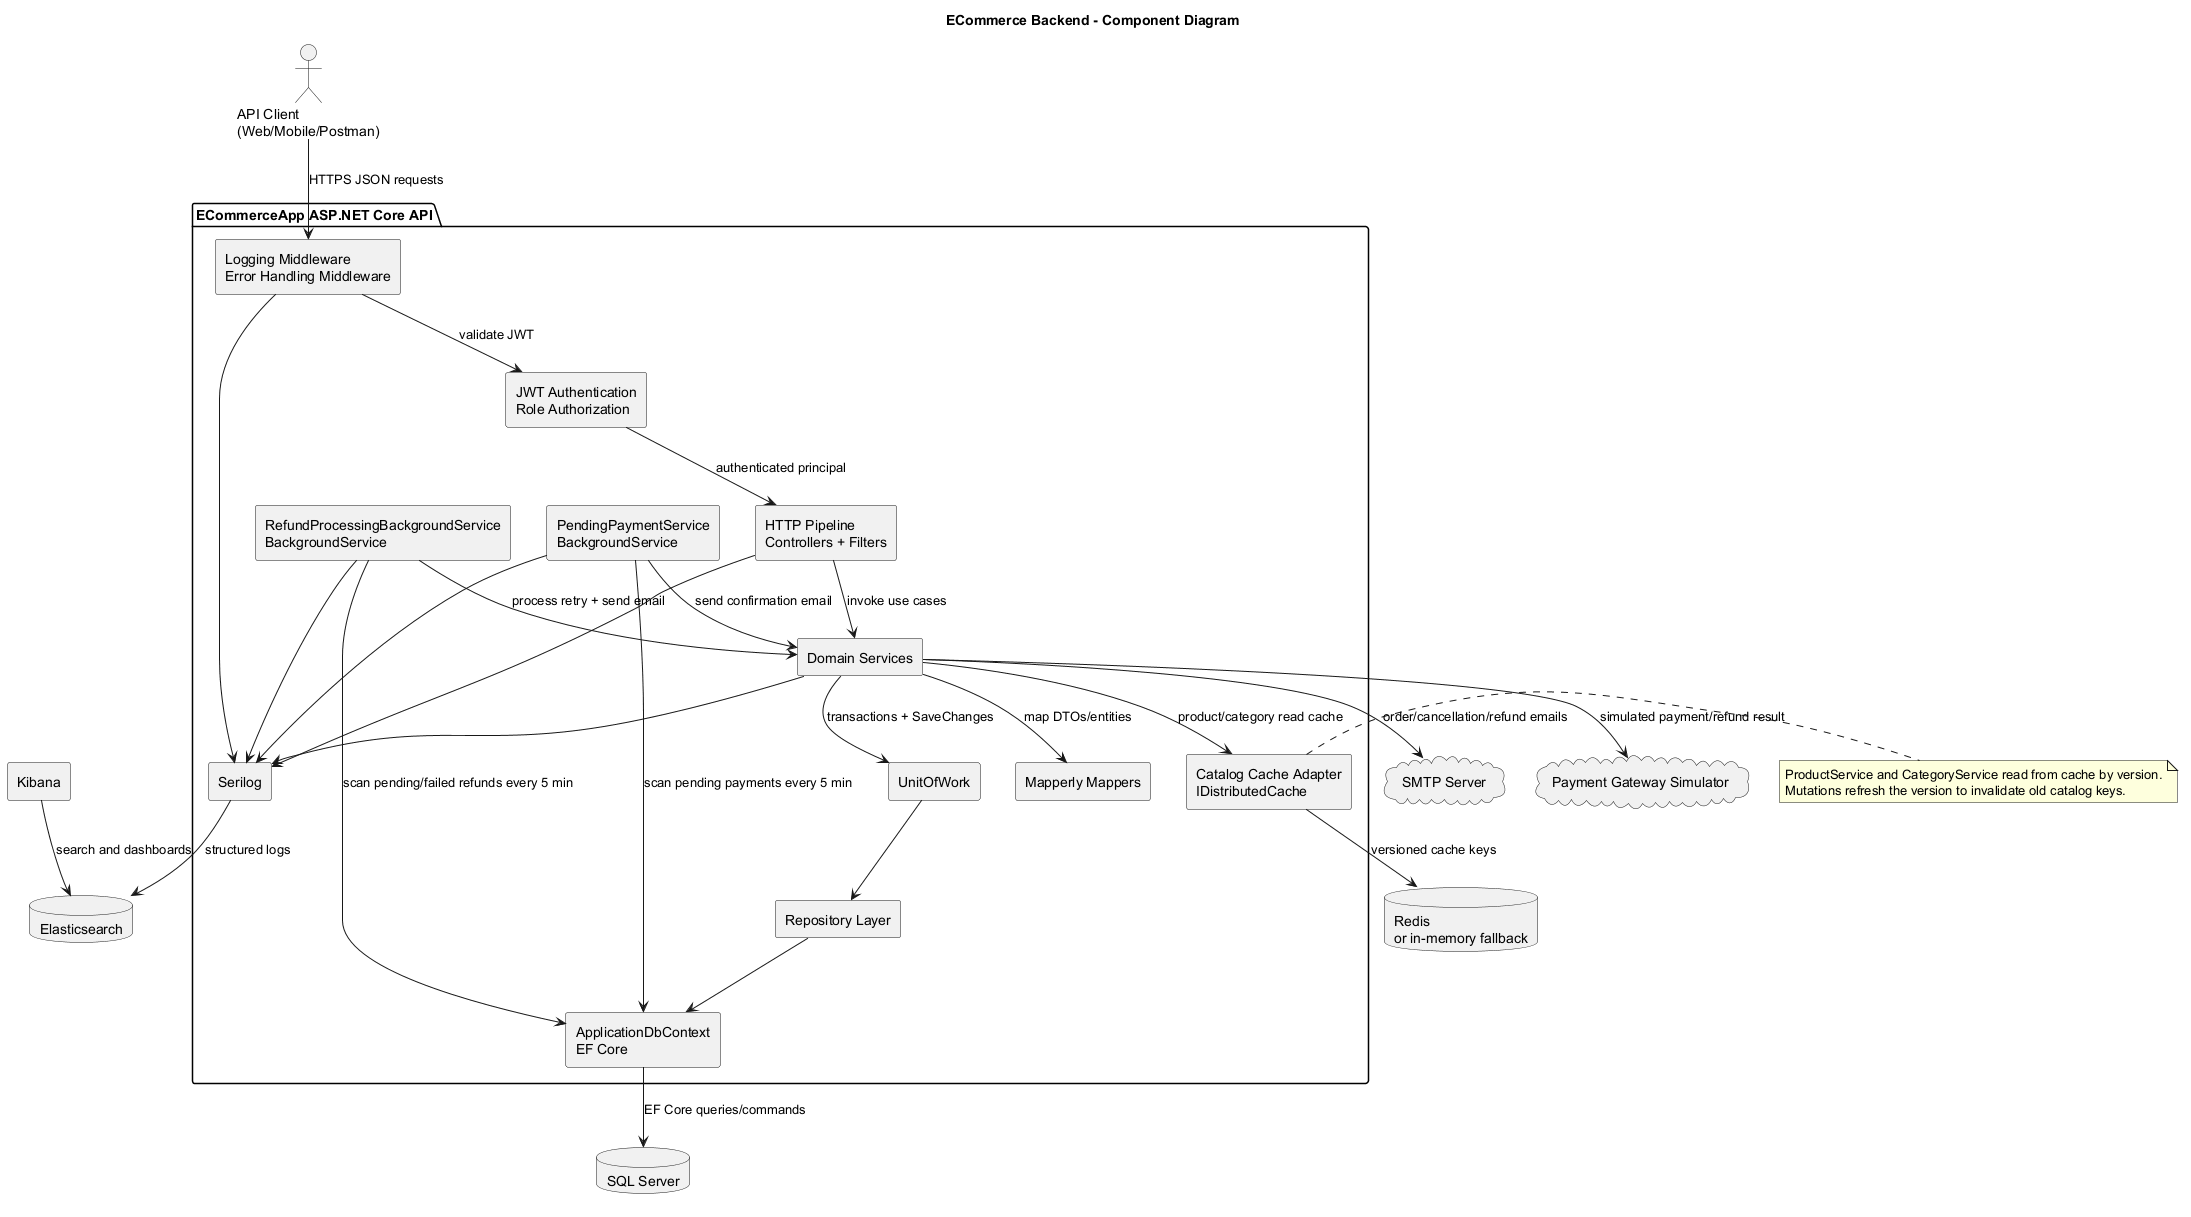 ECommerce Backend - Component Diagram
API Client
(Web/Mobile/Postman)
HTTPS JSON requests
ECommerceApp ASP.NET Core API
Logging Middleware
Error Handling Middleware
validate JWT
JWT Authentication
Role Authorization
authenticated principal
RefundProcessingBackgroundService
BackgroundService
PendingPaymentService
BackgroundService
HTTP Pipeline
Controllers + Filters
process retry + send email
send confirmation email
invoke use cases
Domain Services
transactions + SaveChanges
map DTOs/entities
product/category read cache
order/cancellation/refund emails
simulated payment/refund result
Kibana
Serilog
scan pending/failed refunds every 5 min
scan pending payments every 5 min
UnitOfWork
Mapperly Mappers
Catalog Cache Adapter
IDistributedCache
SMTP Server
Payment Gateway Simulator
ProductService and CategoryService read from cache by version.
Mutations refresh the version to invalidate old catalog keys.
search and dashboards
structured logs
versioned cache keys
Elasticsearch
Repository Layer
Redis
or in-memory fallback
ApplicationDbContext
EF Core
EF Core queries/commands
SQL Server